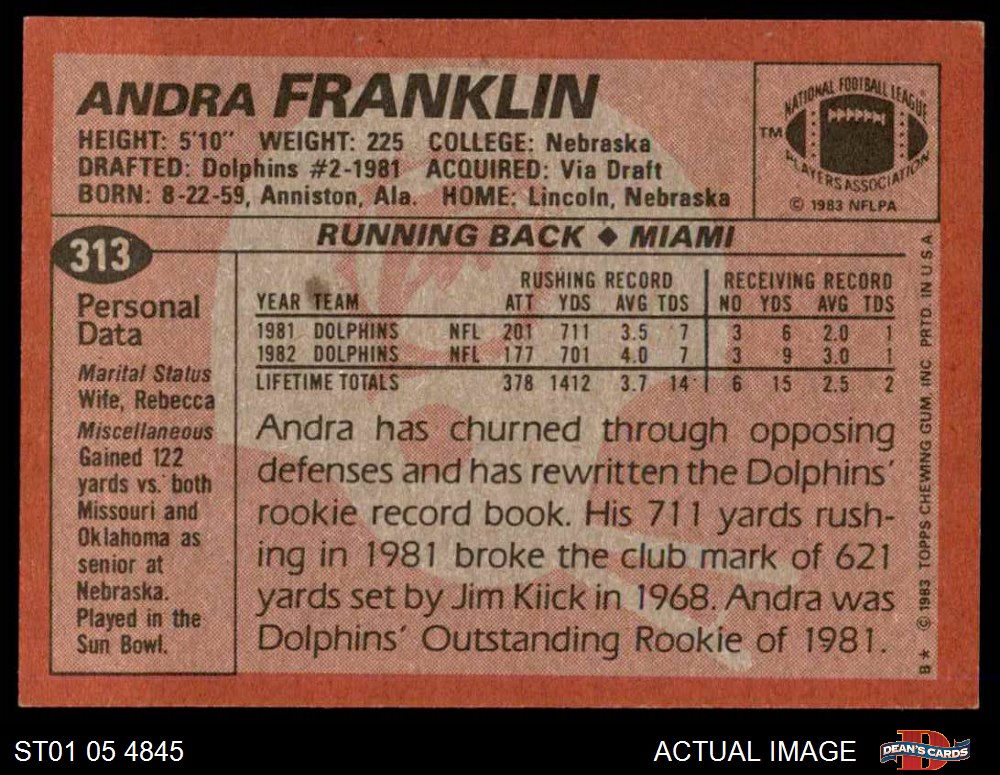 ANDRA FRANKLIN
HEIGHT: 5'10" WEIGHT: 225 COLLEGE: Nebraska
DRAFTED: Dolphins #2-1981 ACQUIRED: Via Draft
BORN: 8-22-59, Anniston, Ala. HOME: Lincoln, Nebraska
NATIONAL FOOTBALL LEAGUE
TM
PLAYERS ASSOCIATION
© 1983 NFLPA
313
RUNNING BACK ♦ MIAMI
Personal
Data
Marital Status
Wife, Rebecca
Miscellaneous
Gained 122
yards vs. both
Missouri and
Oklahoma as
senior at
Nebraska.
Played in the
Sun Bowl.
RUSHING RECORD RECEIVING RECORD
YEAR TEAM ATT YDS AVG TDS NO YDS AVG TDS
1981 DOLPHINS NFL 201 711 3.5 7 3 6 2.0 1
1982 DOLPHINS NFL 177 701 4.0 7 3 9 3.0 1
LIFETIME TOTALS 378 1412 3.7 14 6 15 2.5 2
Andra has churned through opposing
defenses and has rewritten the Dolphins'
rookie record book. His 711 yards rush-
ing in 1981 broke the club mark of 621
yards set by Jim Kiick in 1968. Andra was
Dolphins' Outstanding Rookie of 1981.
B* © 1983 TOPPS CHEWING GUM, INC. PRTD. IN U.S.A.
ST01 05 4845
ACTUAL IMAGE
D
DEAN'S CARDS